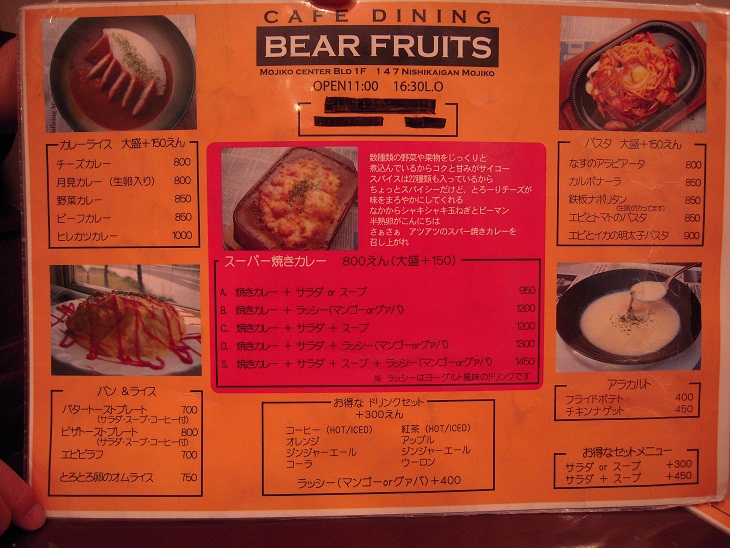 CAFE DINING
BEAR FRUITS
MOJIKO CENTER BLD 1F 1 4 7 NISHIKAIGAN MOJIKO
OPEN11:00 16:30L.O
カレーライス 大盛+150えん
チーズカレー 800
月見カレー (生卵入り) 800
野菜カレー 850
ビーフカレー 850
ヒレカツカレー 1000
数種類の野菜や果物をじっくりと
煮込んでいるからコクと甘みがサイコー
スパイスは22種類も入っているから
ちょっとスパイシーだけど、とろーりチーズが
味をまろやかにしてくれる
なかからシャキシャキ玉ねぎとピーマン
半熟卵がこんにちは
さぁさぁ アツアツのスパー焼きカレーを
召し上がれ
スーパー焼きカレー 800えん(大盛+150)
A. 焼きカレー + サラダ or スープ 950
B. 焼きカレー + ラッシー(マンゴーorグァバ) 1200
C. 焼きカレー + サラダ + スープ 1200
D. 焼きカレー + サラダ + ラッシー(マンゴーorグァバ) 1300
S. 焼きカレー + サラダ + スープ + ラッシー(マンゴーorグァバ) 1450
※ ラッシーはヨーグルト風味のドリンクです
パスタ 大盛+150えん
なすのアラビアータ 850
カルボナーラ 850
鉄板ナポリタン 850
(生卵がのってます)
エビとトマトのパスタ 850
エビとイカの明太子パスタ 900
パン &ライス
バタートーストプレート 700
(サラダ・スープ・コーヒー付)
ピザトーストプレート 800
(サラダ・スープ・コーヒー付)
エビピラフ 700
とろとろ卵のオムライス 750
お得な ドリンクセット
+300えん
コーヒー (HOT/ICED) 紅茶 (HOT/ICED)
オレンジ アップル
ジンジャーエール ジンジャーエール
コーラ ウーロン
ラッシー(マンゴーorグァバ)+400
アラカルト
フライドポテト 400
チキンナゲット 450
お得なセットメニュー
サラダ or スープ +300
サラダ + スープ +450